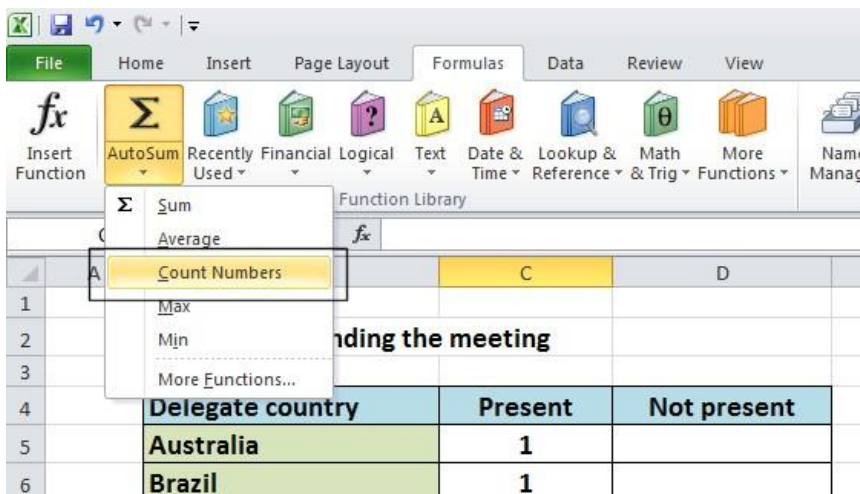 File Home Insert Page Layout Formulas Data Review View
fx Σ ? A θ
Insert AutoSum Recently Financial Logical Text Date & Lookup & Math More
Function Used Time Reference & Trig Functions
Function Library
Σ Sum
Average
fx
Count Numbers
Max
Min
More Functions...
A C D
1
2 nding the meeting
3
4 Delegate country Present Not present
5 Australia 1
6 Brazil 1